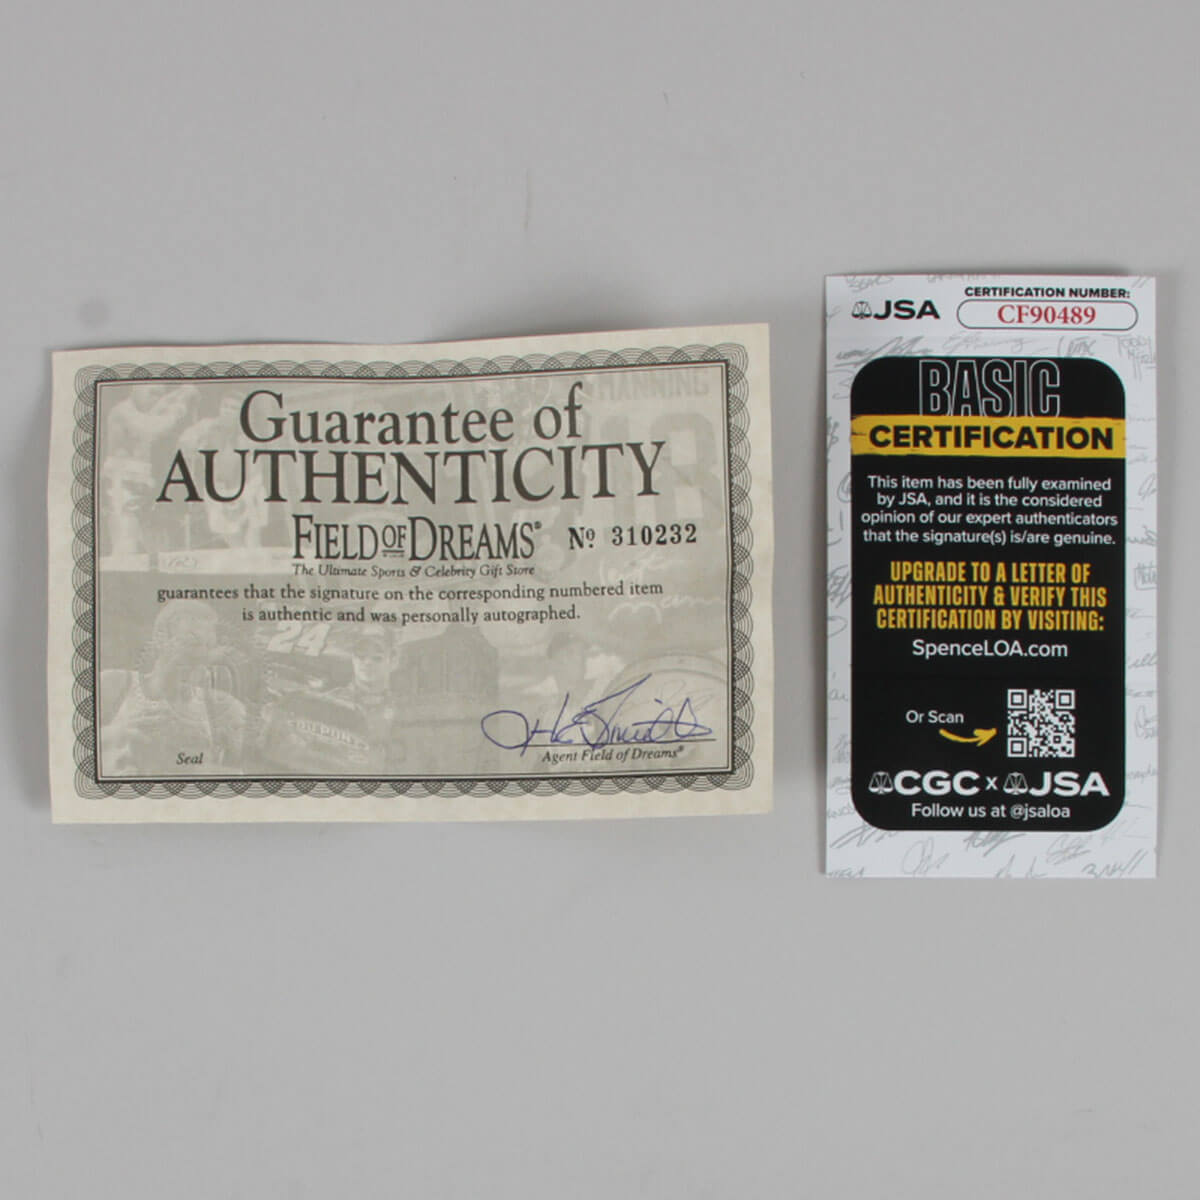 Guarantee of
AUTHENTICITY
FIELD OF DREAMS® Nº 310232
The Ultimate Sports & Celebrity Gift Store
guarantees that the signature on the corresponding numbered item
is authentic and was personally autographed.
MANNING
18
24
DUPONT
Seal
Agent Field of Dreams®
JSA
CERTIFICATION NUMBER:
CF90489
BASIC
CERTIFICATION
This item has been fully examined
by JSA, and it is the considered
opinion of our expert authenticators
that the signature(s) is/are genuine.
UPGRADE TO A LETTER OF
AUTHENTICITY & VERIFY THIS
CERTIFICATION BY VISITING:
SpenceLOA.com
Or Scan
CGC x JSA
Follow us at @jsaloa